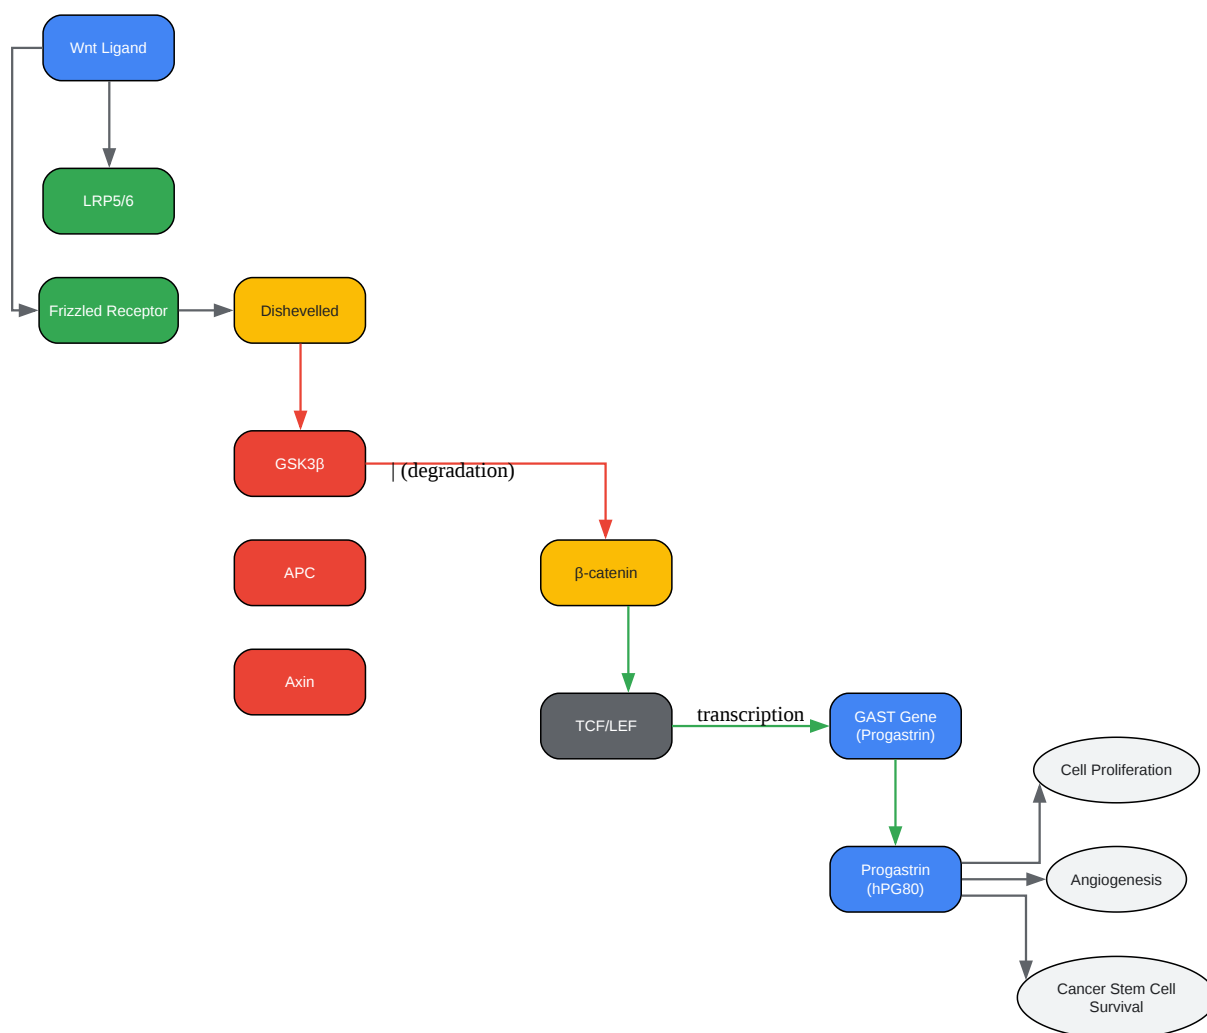 Wnt Ligand
LRP5/6
Frizzled Receptor
Dishevelled
GSK3β
| (degradation)
APC
β-catenin
Axin
TCF/LEF
transcription
GAST Gene
(Progastrin)
Cell Proliferation
Progastrin
(hPG80)
Angiogenesis
Cancer Stem Cell
Survival